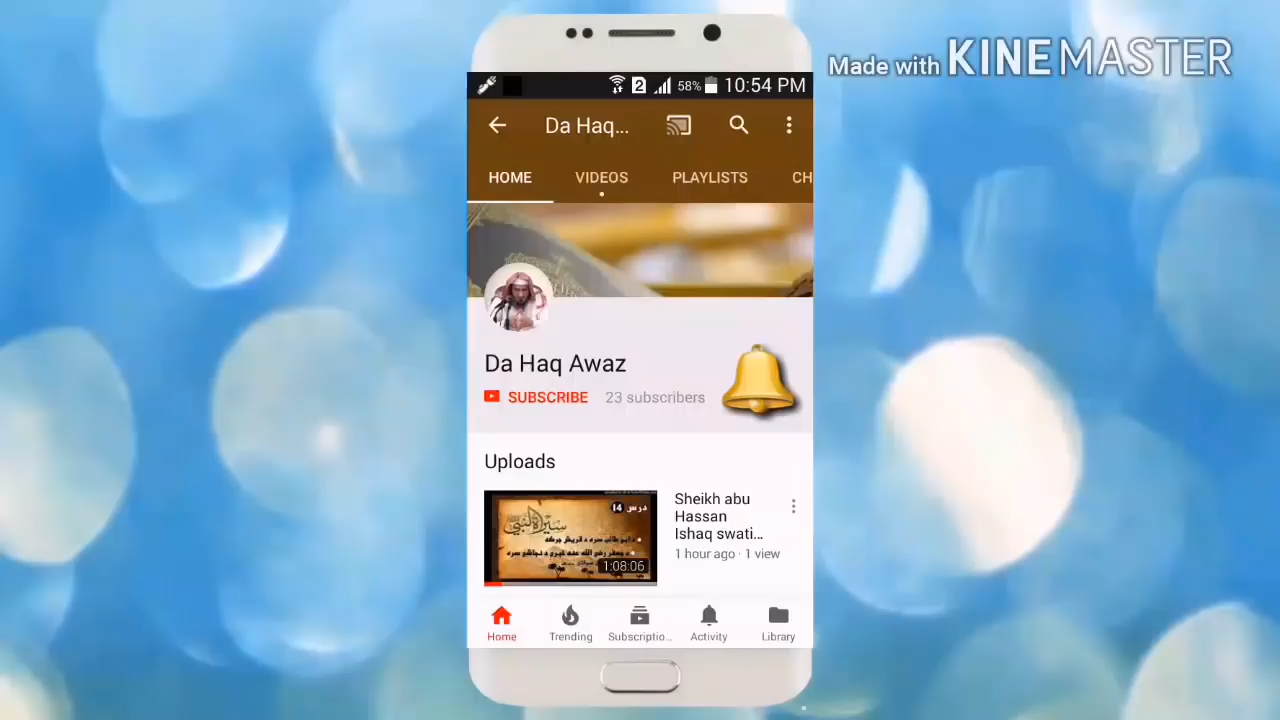 Made with KINEMASTER
2 58% 10:54 PM
Da Haq...
HOME VIDEOS PLAYLISTS CH
Da Haq Awaz
SUBSCRIBE 23 subscribers
Uploads
درس 14
سیرة النبي
1:08:06
Sheikh abu
Hassan
Ishaq swati...
1 hour ago · 1 view
Home Trending Subscriptio... Activity Library